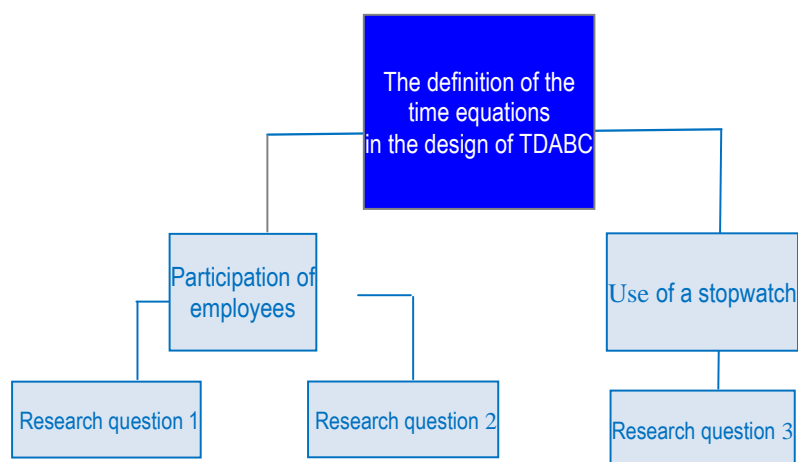 The definition of the
time equations
in the design of TDABC
Participation of
employees
Use of a stopwatch
Research question 1
Research question 2
Research question 3